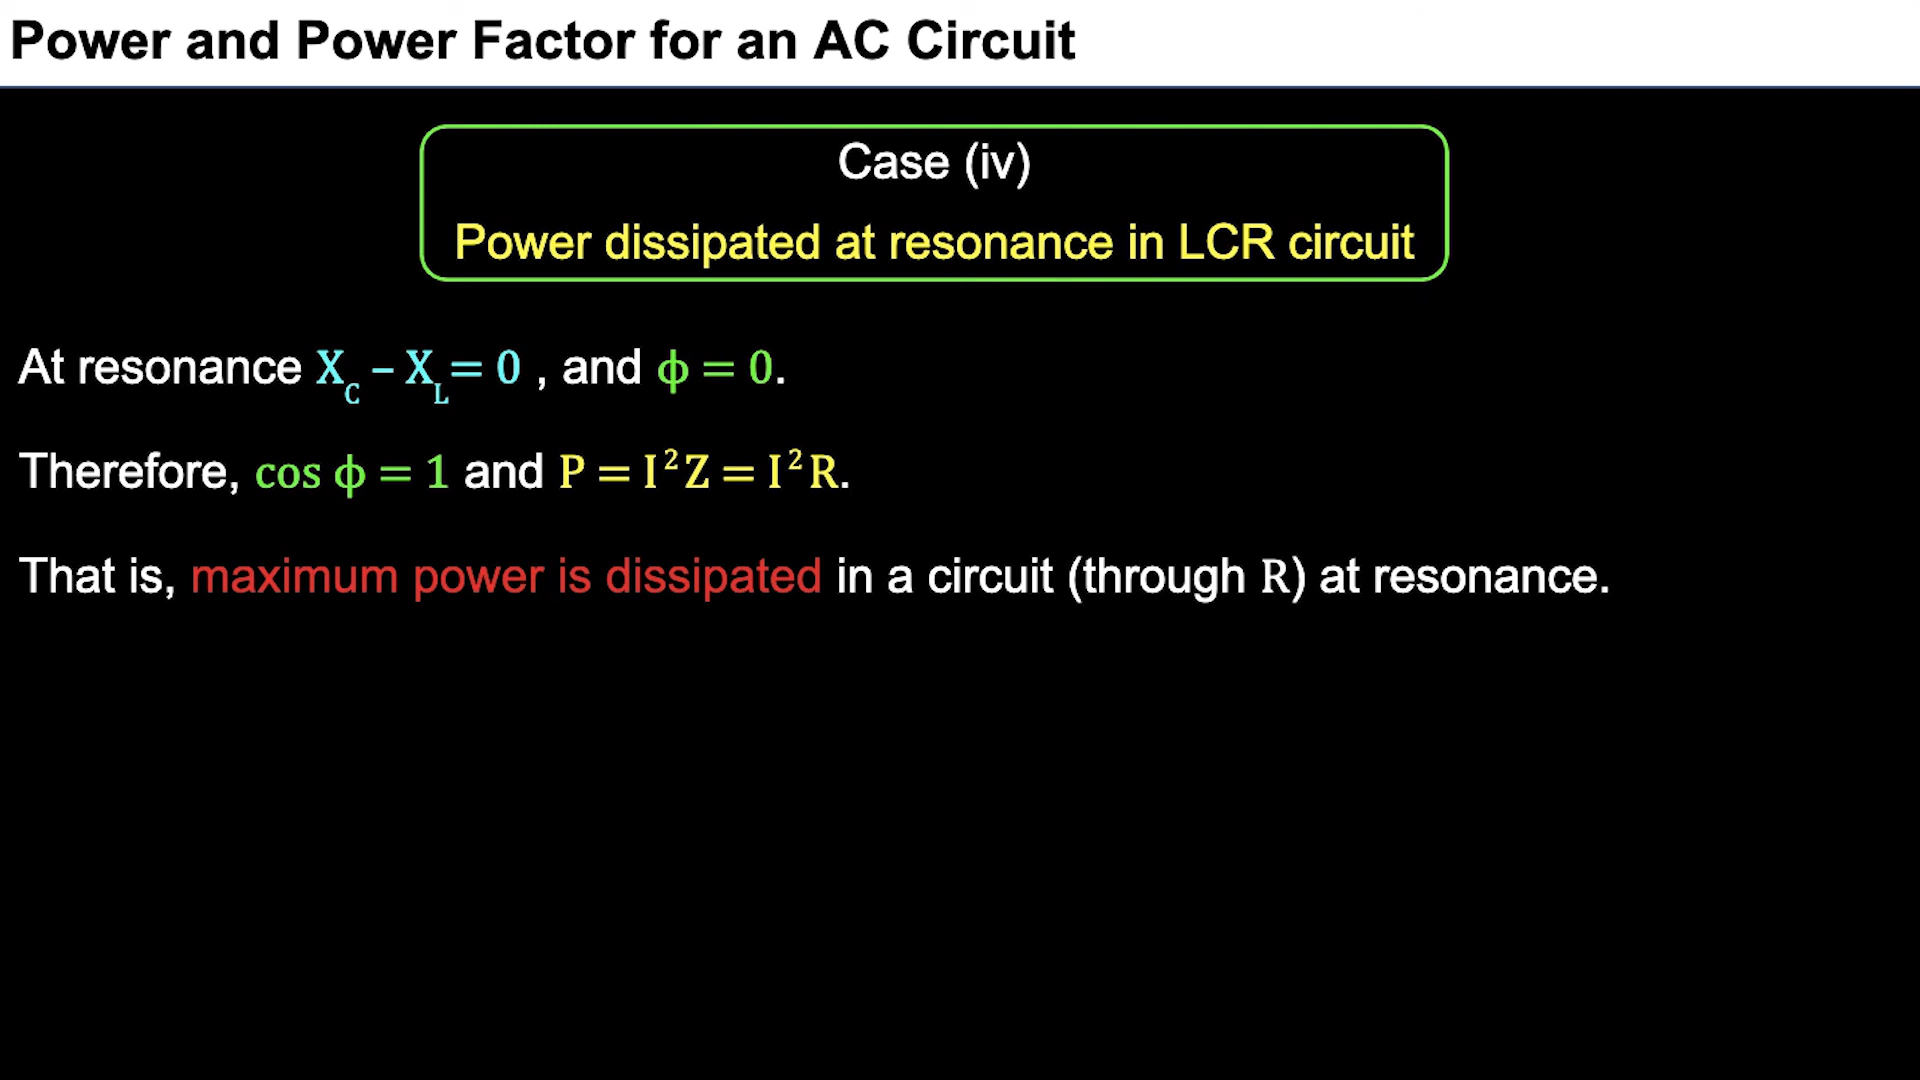 Power and Power Factor for an AC Circuit
Case (iv)
Power dissipated at resonance in LCR circuit
At resonance X_C – X_L = 0 , and ϕ = 0.
Therefore, cos ϕ = 1 and P = I²Z = I²R.
That is, maximum power is dissipated in a circuit (through R) at resonance.